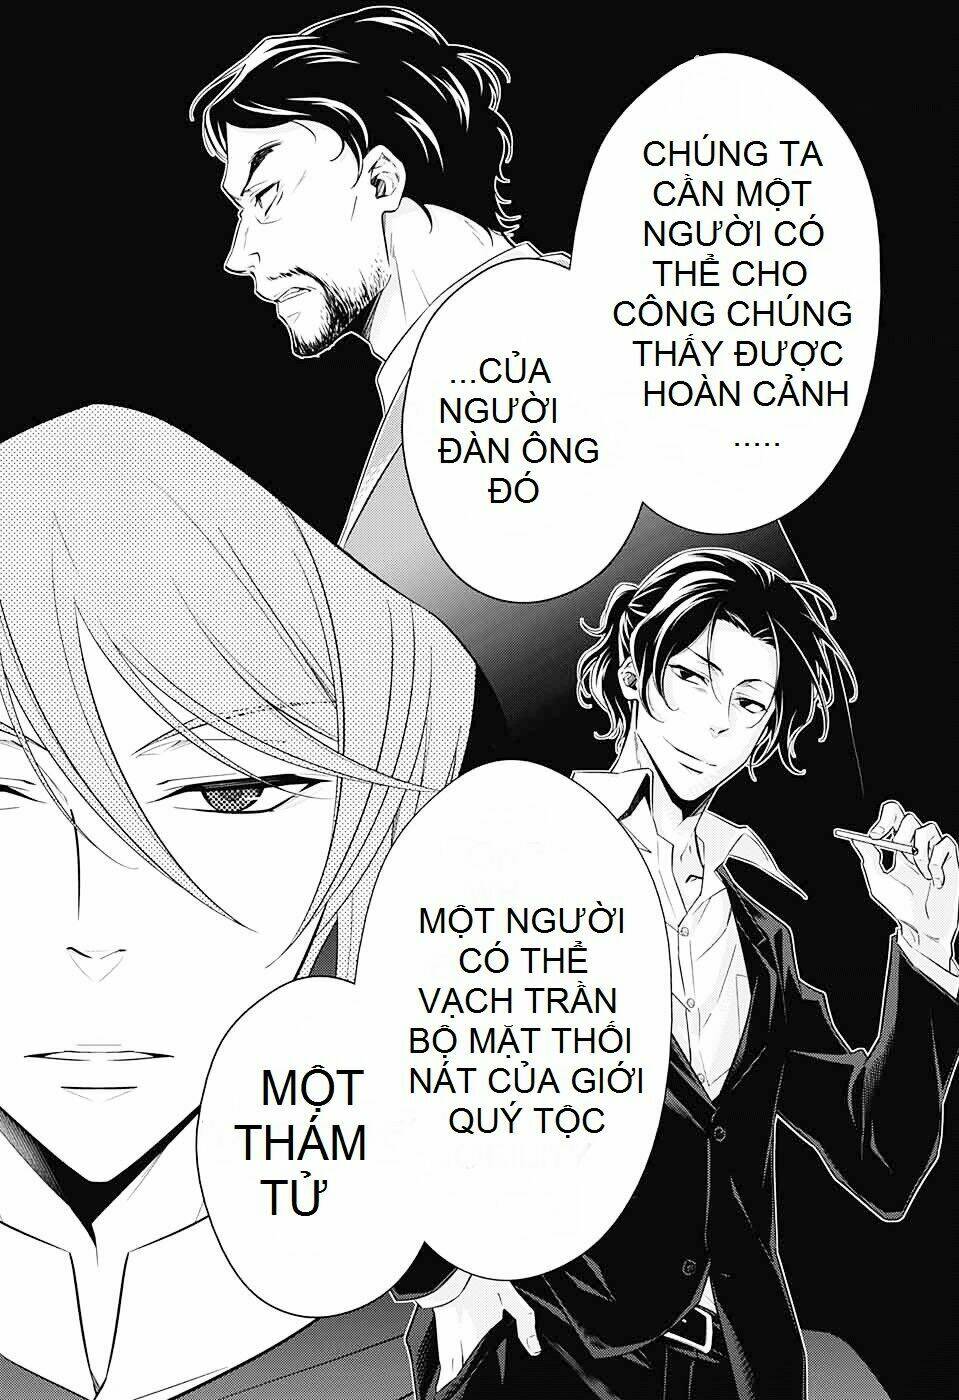 CHÚNG TA
CẦN MỘT
NGƯỜI CÓ
THỂ CHO
CÔNG CHÚNG
THẤY ĐƯỢC
HOÀN CẢNH
.....
...CỦA
NGƯỜI
ĐÀN ÔNG
ĐÓ
MỘT NGƯỜI
CÓ THỂ
VẠCH TRẦN
BỘ MẶT THỐI
NÁT CỦA GIỚI
QUÝ TỘC
MỘT
THÁM
TỬ